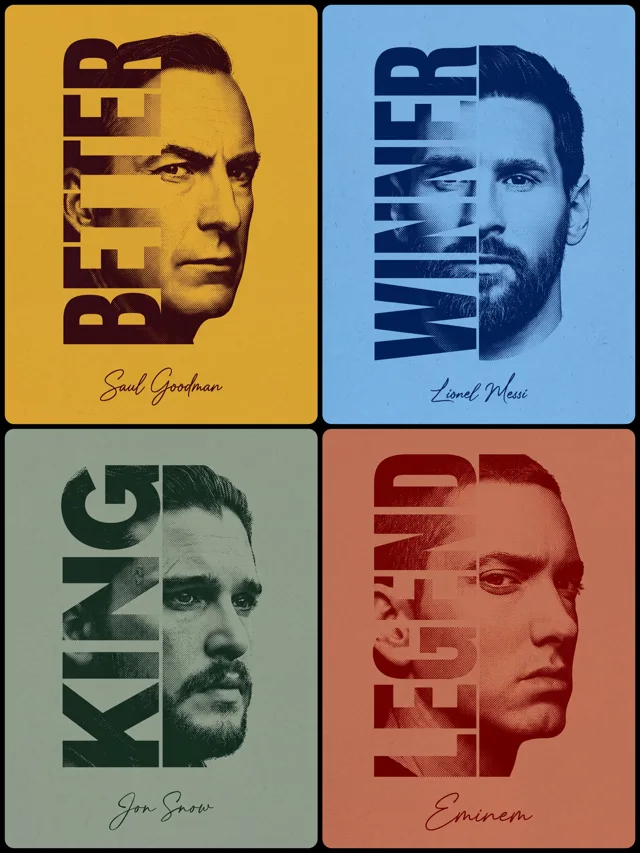 BETTER
Saul Goodman
WINNER
Lionel Messi
KING
Jon Snow
LEGEND
Eminem